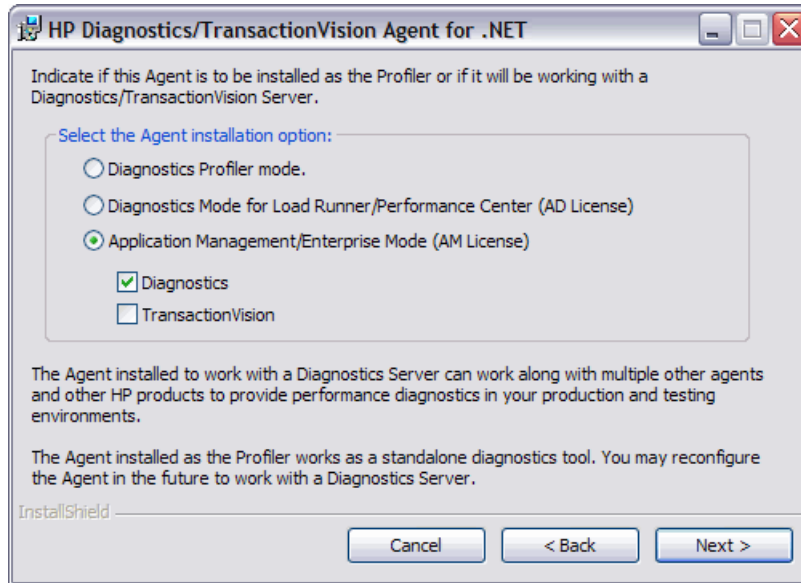 HP Diagnostics/TransactionVision Agent for .NET
Indicate if this Agent is to be installed as the Profiler or if it will be working with a
Diagnostics/TransactionVision Server.
Select the Agent installation option:
Diagnostics Profiler mode.
Diagnostics Mode for Load Runner/Performance Center (AD License)
Application Management/Enterprise Mode (AM License)
Diagnostics
TransactionVision
The Agent installed to work with a Diagnostics Server can work along with multiple other agents
and other HP products to provide performance diagnostics in your production and testing
environments.
The Agent installed as the Profiler works as a standalone diagnostics tool. You may reconfigure
the Agent in the future to work with a Diagnostics Server.
InstallShield
Cancel
< Back
Next >